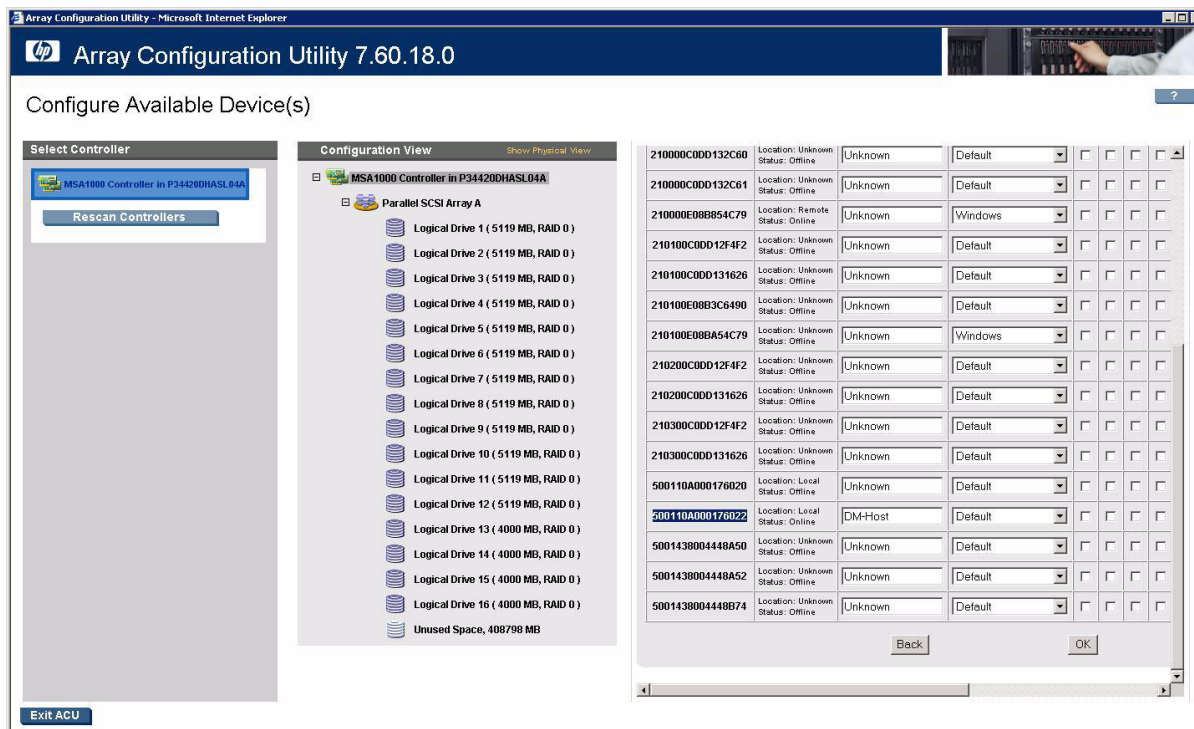 Array Configuration Utility - Microsoft Internet Explorer
hp Array Configuration Utility 7.60.18.0
Configure Available Device(s)
?
Select Controller
MSA1000 Controller in P34420DHASL04A
Rescan Controllers
Configuration View Show Physical View
MSA1000 Controller in P34420DHASL04A
Parallel SCSI Array A
Logical Drive 1 ( 5119 MB, RAID 0 )
Logical Drive 2 ( 5119 MB, RAID 0 )
Logical Drive 3 ( 5119 MB, RAID 0 )
Logical Drive 4 ( 5119 MB, RAID 0 )
Logical Drive 5 ( 5119 MB, RAID 0 )
Logical Drive 6 ( 5119 MB, RAID 0 )
Logical Drive 7 ( 5119 MB, RAID 0 )
Logical Drive 8 ( 5119 MB, RAID 0 )
Logical Drive 9 ( 5119 MB, RAID 0 )
Logical Drive 10 ( 5119 MB, RAID 0 )
Logical Drive 11 ( 5119 MB, RAID 0 )
Logical Drive 12 ( 5119 MB, RAID 0 )
Logical Drive 13 ( 4000 MB, RAID 0 )
Logical Drive 14 ( 4000 MB, RAID 0 )
Logical Drive 15 ( 4000 MB, RAID 0 )
Logical Drive 16 ( 4000 MB, RAID 0 )
Unused Space, 408798 MB
210000C0DD132C60 Location: Unknown Status: Offline Unknown Default
210000C0DD132C61 Location: Unknown Status: Offline Unknown Default
210000E08B854C79 Location: Remote Status: Online Unknown Windows
210100C0DD12F4F2 Location: Unknown Status: Offline Unknown Default
210100C0DD131626 Location: Unknown Status: Offline Unknown Default
210100E08B3C6490 Location: Unknown Status: Offline Unknown Default
210100E08BA54C79 Location: Unknown Status: Offline Unknown Windows
210200C0DD12F4F2 Location: Unknown Status: Offline Unknown Default
210200C0DD131626 Location: Unknown Status: Offline Unknown Default
210300C0DD12F4F2 Location: Unknown Status: Offline Unknown Default
210300C0DD131626 Location: Unknown Status: Offline Unknown Default
500110A000176020 Location: Local Status: Offline Unknown Default
500110A000176022 Location: Local Status: Online DM-Host Default
5001438004448A50 Location: Unknown Status: Offline Unknown Default
5001438004448A52 Location: Unknown Status: Offline Unknown Default
5001438004448B74 Location: Unknown Status: Offline Unknown Default
Back OK
Exit ACU